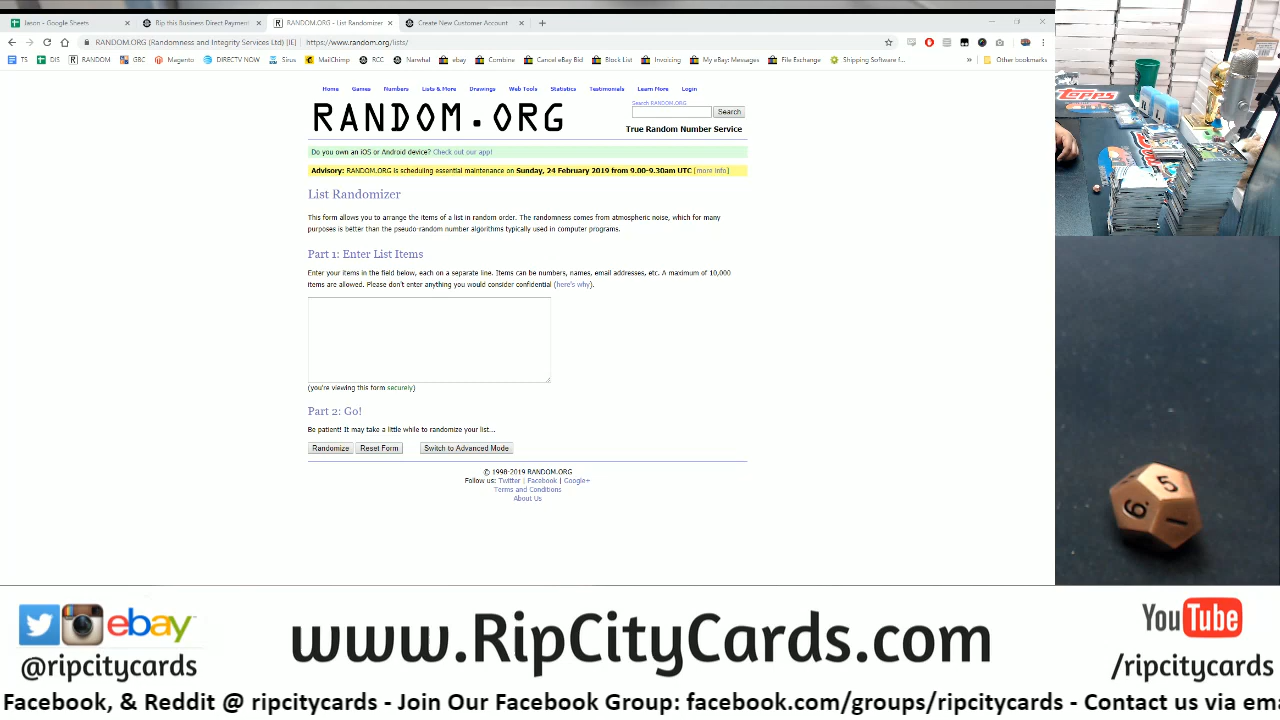 Jason - Google Sheets
Rip this Business Direct Payment
RANDOM.ORG - List Randomizer
Create New Customer Account
RANDOM.ORG (Randomness and Integrity Services Ltd) [IE] | https://www.random.org/lists/
TS DIS RANDOM GBC Magento DIRECTV NOW Sirus MailChimp RCC Narwhal ebay Combine Cancel eBay Bid Block List Invoicing My eBay: Messages File Exchange Shipping Software f... » Other bookmarks
Home Games Numbers Lists & More Drawings Web Tools Statistics Testimonials Learn More Login
RANDOM.ORG
Search RANDOM.ORG
Search
True Random Number Service
Do you own an iOS or Android device? Check out our app!
Advisory: RANDOM.ORG is scheduling essential maintenance on Sunday, 24 February 2019 from 9.00-9.30am UTC (more info)
List Randomizer
This form allows you to arrange the items of a list in random order. The randomness comes from atmospheric noise, which for many
purposes is better than the pseudo-random number algorithms typically used in computer programs.
Part 1: Enter List Items
Enter your items in the field below, each on a separate line. Items can be numbers, names, email addresses, etc. A maximum of 10,000
items are allowed. Please don't enter anything you would consider confidential (here's why).
(you're viewing this form securely)
Part 2: Go!
Be patient! It may take a little while to randomize your list...
Randomize Reset Form Switch to Advanced Mode
© 1998-2019 RANDOM.ORG
Follow us: Twitter | Facebook | Google+
Terms and Conditions
About Us
topps
5
6
1
ebay
@ripcitycards
www.RipCityCards.com
YouTube
/ripcitycards
Facebook, & Reddit @ ripcitycards - Join Our Facebook Group: facebook.com/groups/ripcitycards - Contact us via ema